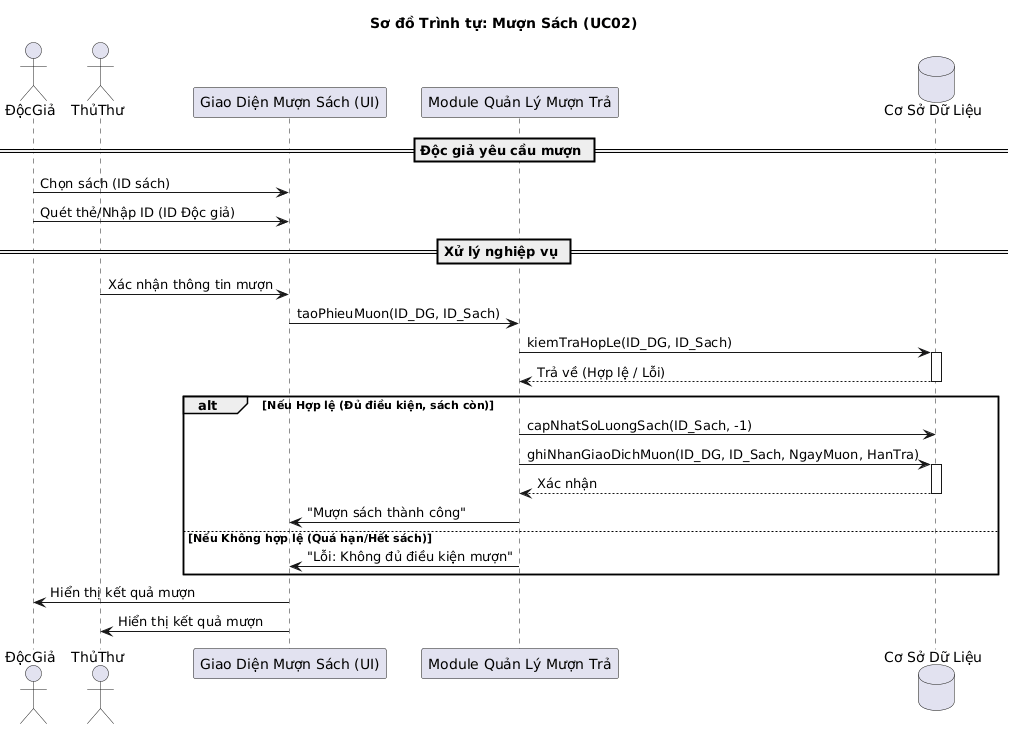 Sơ đồ Trình tự: Mượn Sách (UC02)
ĐộcGiả
ThủThư
Giao Diện Mượn Sách (UI)
Module Quản Lý Mượn Trả
Cơ Sở Dữ Liệu
Độc giả yêu cầu mượn
Chọn sách (ID sách)
Quét thẻ/Nhập ID (ID Độc giả)
Xử lý nghiệp vụ
Xác nhận thông tin mượn
taoPhieuMuon(ID_DG, ID_Sach)
kiemTraHopLe(ID_DG, ID_Sach)
Trả về (Hợp lệ / Lỗi)
alt
[Nếu Hợp lệ (Đủ điều kiện, sách còn)]
capNhatSoLuongSach(ID_Sach, -1)
ghiNhanGiaoDichMuon(ID_DG, ID_Sach, NgayMuon, HanTra)
Xác nhận
"Mượn sách thành công"
[Nếu Không hợp lệ (Quá hạn/Hết sách)]
"Lỗi: Không đủ điều kiện mượn"
Hiển thị kết quả mượn
Hiển thị kết quả mượn
ĐộcGiả
ThủThư
Giao Diện Mượn Sách (UI)
Module Quản Lý Mượn Trả
Cơ Sở Dữ Liệu